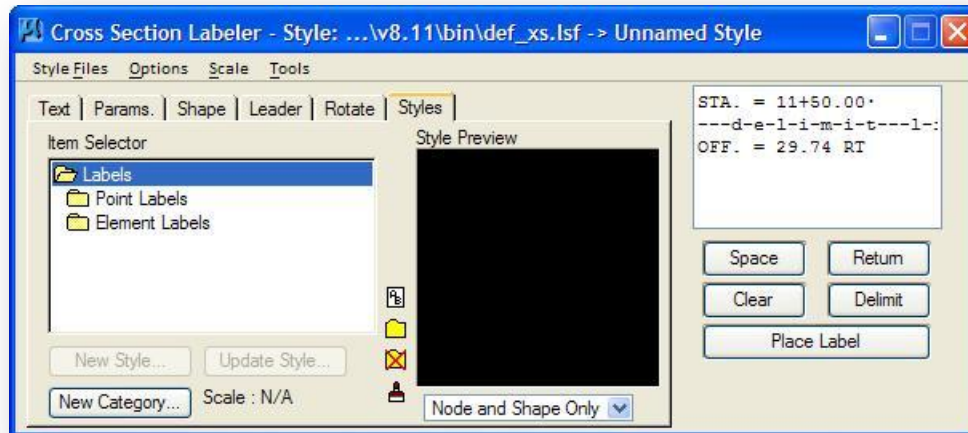 Cross Section Labeler - Style: ...\v8.11\bin\def_xs.lsf -> Unnamed Style
Style Files Options Scale Tools
Text Params. Shape Leader Rotate Styles
Item Selector
Labels
Point Labels
Element Labels
New Style... Update Style...
New Category... Scale : N/A
Style Preview
Node and Shape Only
STA. = 11+50.00·
---d-e-l-i-m-i-t---l-
OFF. = 29.74 RT
Space Return
Clear Delimit
Place Label